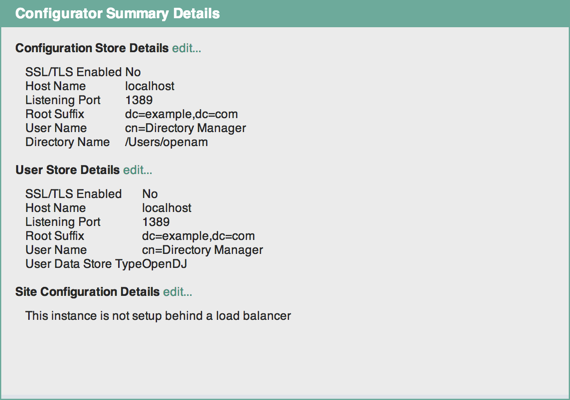 Configurator Summary Details
Configuration Store Details edit...
SSL/TLS Enabled No
Host Name localhost
Listening Port 1389
Root Suffix dc=example,dc=com
User Name cn=Directory Manager
Directory Name /Users/openam
User Store Details edit...
SSL/TLS Enabled No
Host Name localhost
Listening Port 1389
Root Suffix dc=example,dc=com
User Name cn=Directory Manager
User Data Store TypeOpenDJ
Site Configuration Details edit...
This instance is not setup behind a load balancer